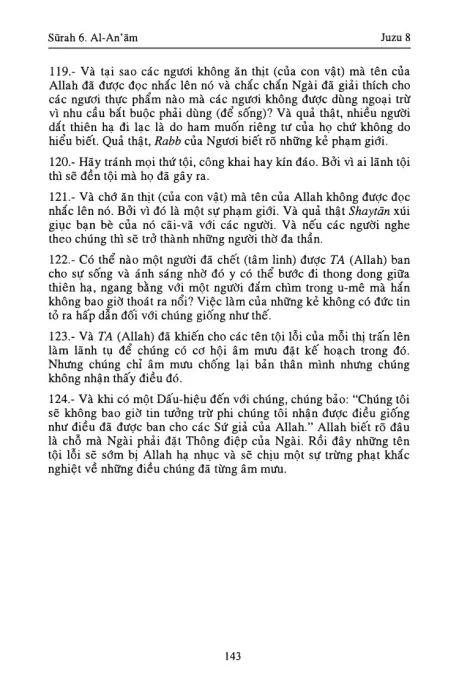 Sūrah 6. Al-An’ām
Juzu 8
119.- Và tại sao các ngươi không ăn thịt (của con vật) mà tên của
Allah đã được đọc nhắc lên nó và chắc chắn Ngài đã giải thích cho
các ngươi thực phẩm nào mà các ngươi không được dùng ngoại trừ
vì nhu cầu bắt buộc phải dùng (để sống)? Và quả thật, nhiều người
dắt thiên hạ đi lạc là do ham muốn riêng tư của họ chứ không do
hiểu biết. Quả thật, Rabb của Ngươi biết rõ những kẻ phạm giới.
120.- Hãy tránh mọi thứ tội, công khai hay kín đáo. Bởi vì ai lãnh tội
thì sẽ đền tội mà họ đã gây ra.
121.- Và chớ ăn thịt (của con vật) mà tên của Allah không được đọc
nhắc lên nó. Bởi vì đó là một sự phạm giới. Và quả thật Shaytān xúi
giục bạn bè của nó cãi-vã với các ngươi. Và nếu các ngươi nghe
theo chúng thì sẽ trở thành những người thờ đa thần.
122.- Có thể nào một người đã chết (tâm linh) được TA (Allah) ban
cho sự sống và ánh sáng nhờ đó y có thể bước đi thong dong giữa
thiên hạ, ngang bằng với một người đắm chìm trong u-mê mà hắn
không bao giờ thoát ra nổi? Việc làm của những kẻ không có đức tin
tỏ ra hấp dẫn đối với chúng giống như thế.
123.- Và TA (Allah) đã khiến cho các tên tội lỗi của mỗi thị trấn lên
làm lãnh tụ để chúng có cơ hội âm mưu đặt kế hoạch trong đó.
Nhưng chúng chỉ âm mưu chống lại bản thân mình nhưng chúng
không nhận thấy điều đó.
124.- Và khi có một Dấu-hiệu đến với chúng, chúng bảo: “Chúng tôi
sẽ không bao giờ tin tưởng trừ phi chúng tôi nhận được điều giống
như điều đã được ban cho các Sứ giả của Allah.” Allah biết rõ đâu
là chỗ mà Ngài phải đặt Thông điệp của Ngài. Rồi đây những tên
tội lỗi sẽ sớm bị Allah hạ nhục và sẽ chịu một sự trừng phạt khắc
nghiệt về những điều chúng đã từng âm mưu.
143